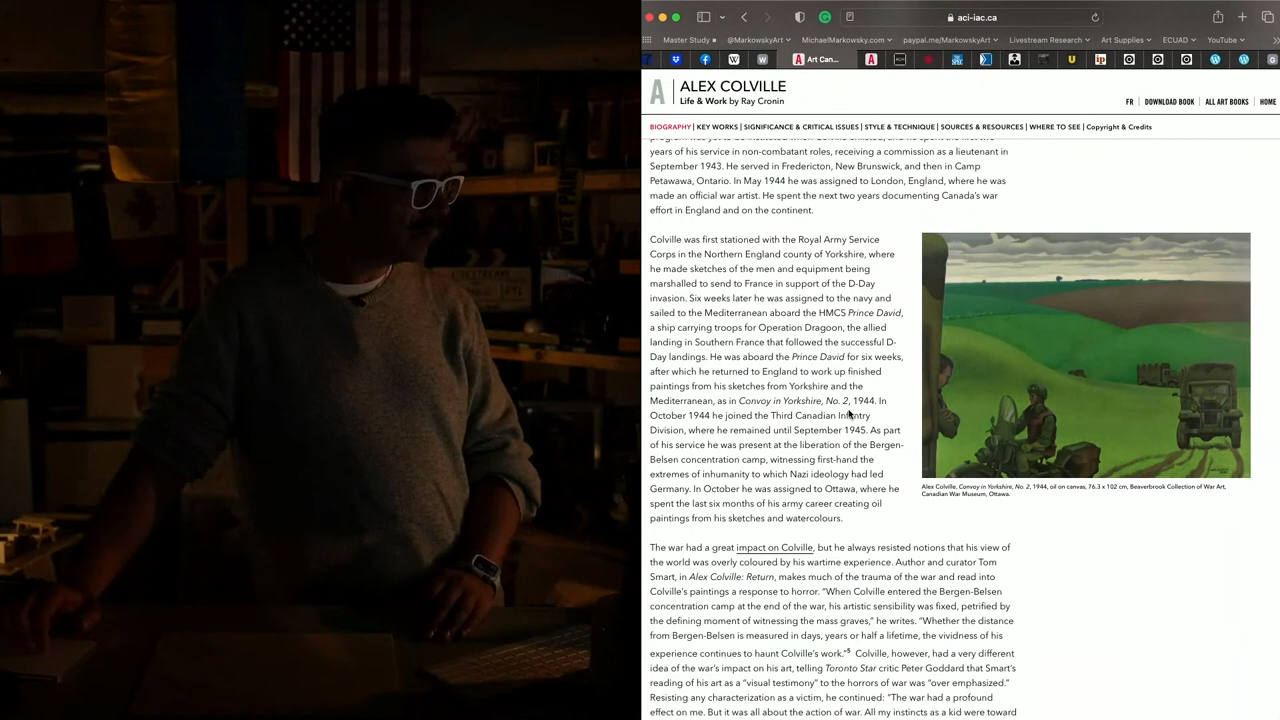 aci-iac.ca
Master Study
@MarkowskyArt
MichaelMarkowsky.com
paypal.me/MarkowskyArt
Livestream Research
Art Supplies
ECUAD
YouTube
Art Can...
A ALEX COLVILLE
Life & Work by Ray Cronin
FR | DOWNLOAD BOOK | ALL ART BOOKS | HOME
BIOGRAPHY | KEY WORKS | SIGNIFICANCE & CRITICAL ISSUES | STYLE & TECHNIQUE | SOURCES & RESOURCES | WHERE TO SEE | Copyright & Credits
years of his service in non-combatant roles, receiving a commission as a lieutenant in
September 1943. He served in Fredericton, New Brunswick, and then in Camp
Petawawa, Ontario. In May 1944 he was assigned to London, England, where he was
made an official war artist. He spent the next two years documenting Canada's war
effort in England and on the continent.
Colville was first stationed with the Royal Army Service
Corps in the Northern England county of Yorkshire, where
he made sketches of the men and equipment being
marshalled to send to France in support of the D-Day
invasion. Six weeks later he was assigned to the navy and
sailed to the Mediterranean aboard the HMCS Prince David,
a ship carrying troops for Operation Dragoon, the allied
landing in Southern France that followed the successful D-
Day landings. He was aboard the Prince David for six weeks,
after which he returned to England to work up finished
paintings from his sketches from Yorkshire and the
Mediterranean, as in Convoy in Yorkshire, No. 2, 1944. In
October 1944 he joined the Third Canadian Infantry
Division, where he remained until September 1945. As part
of his service he was present at the liberation of the Bergen-
Belsen concentration camp, witnessing first-hand the
extremes of inhumanity to which Nazi ideology had led
Germany. In October he was assigned to Ottawa, where he
spent the last six months of his army career creating oil
paintings from his sketches and watercolours.
Alex Colville, Convoy in Yorkshire, No. 2, 1944, oil on canvas, 76.3 x 102 cm, Beaverbrook Collection of War Art,
Canadian War Museum, Ottawa.
The war had a great impact on Colville, but he always resisted notions that his view of
the world was overly coloured by his wartime experience. Author and curator Tom
Smart, in Alex Colville: Return, makes much of the trauma of the war and read into
Colville's paintings a response to horror. "When Colville entered the Bergen-Belsen
concentration camp at the end of the war, his artistic sensibility was fixed, petrified by
the defining moment of witnessing the mass graves," he writes. "Whether the distance
from Bergen-Belsen is measured in days, years or half a lifetime, the vividness of his
experience continues to haunt Colville's work."5 Colville, however, had a very different
idea of the war's impact on his art, telling Toronto Star critic Peter Goddard that Smart's
reading of his art as a "visual testimony" to the horrors of war was "over emphasized."
Resisting any characterization as a victim, he continued: "The war had a profound
effect on me. But it was all about the action of war. All my instincts as a kid were toward